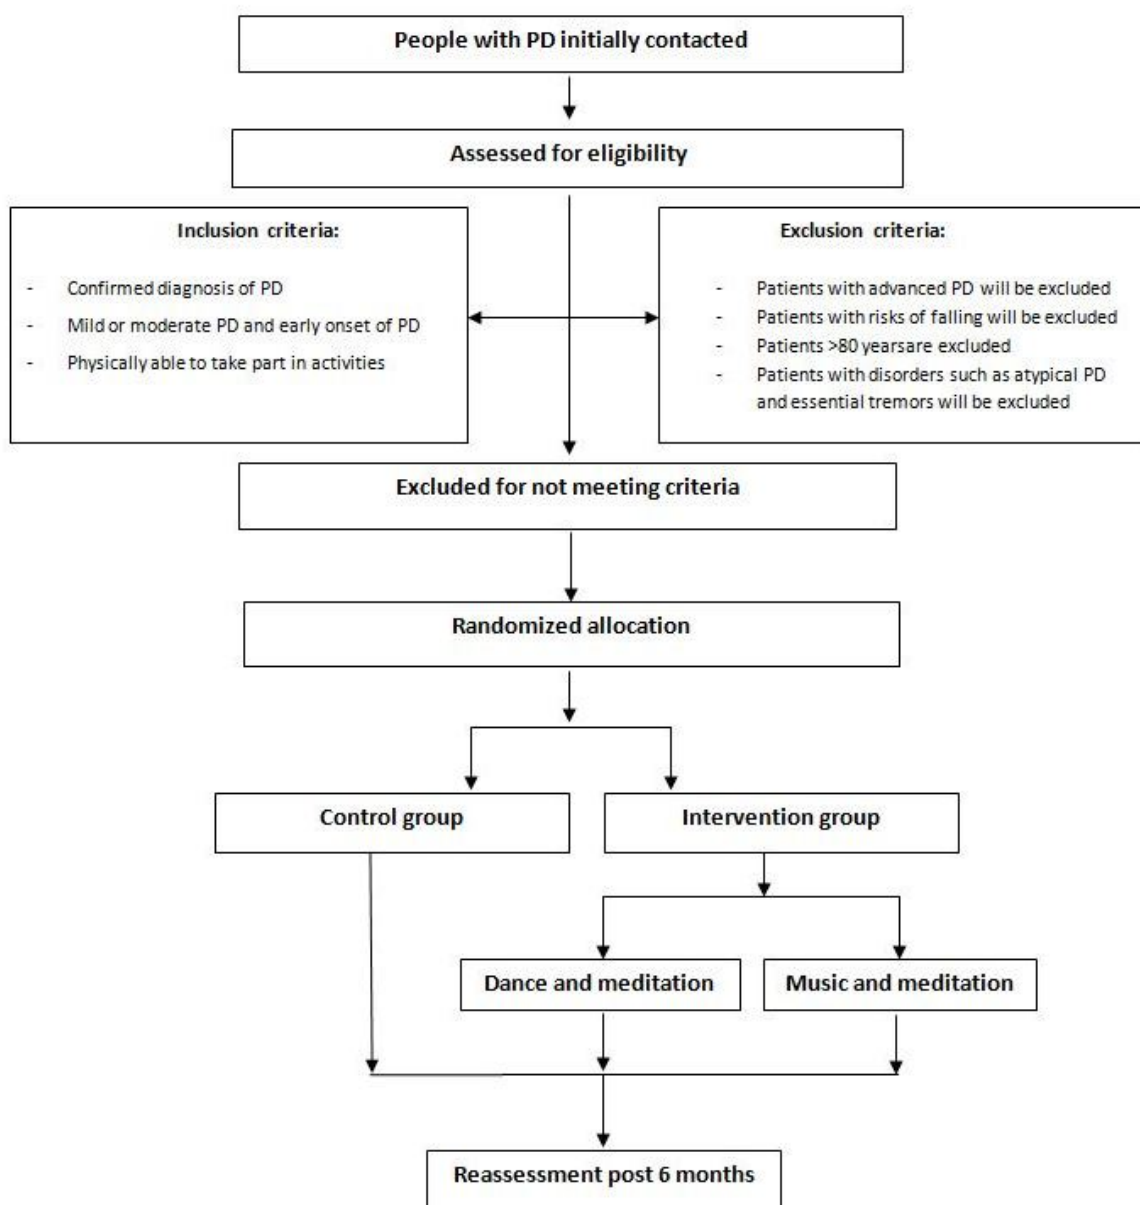 People with PD initially contacted
Assessed for eligibility
Inclusion criteria:
- Confirmed diagnosis of PD
- Mild or moderate PD and early onset of PD
- Physically able to take part in activities
Exclusion criteria:
- Patients with advanced PD will be excluded
- Patients with risks of falling will be excluded
- Patients >80 yearsare excluded
- Patients with disorders such as atypical PD
and essential tremors will be excluded
Excluded for not meeting criteria
Randomized allocation
Control group
Intervention group
Dance and meditation
Music and meditation
Reassessment post 6 months